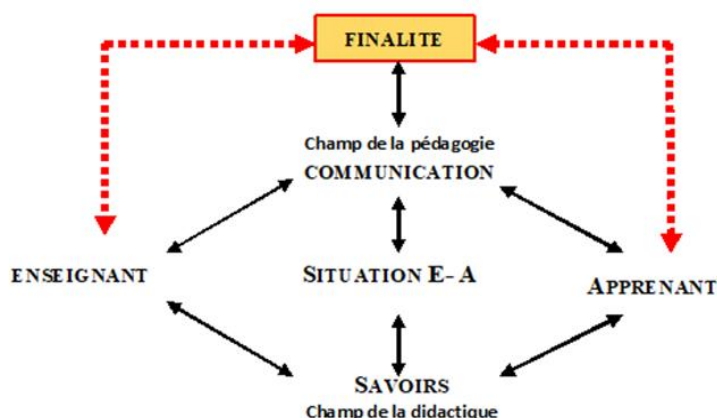 FINALITE
Champ de la pédagogie
COMMUNICATION
ENSEIGNANT
SITUATION E- A
APPRENANT
SAVOIRS
Champ de la didactique